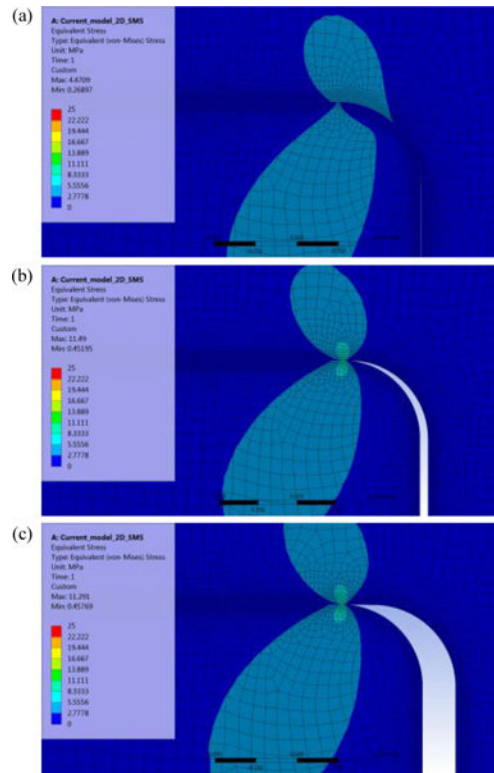 (a)
A: Current_model_2D_SMS
Equivalent Stress
Type: Equivalent (von-Mises) Stress
Unit: MPa
Time: 1
Custom
Max: 4.4709
Min: 0.26897
25
22.222
19.444
16.667
13.889
11.111
8.3333
5.5556
2.7778
0
(b)
A: Current_model_2D_SMS
Equivalent Stress
Type: Equivalent (von-Mises) Stress
Unit: MPa
Time: 1
Custom
Max: 11.49
Min: 0.45195
25
22.222
19.444
16.667
13.889
11.111
8.3333
5.5556
2.7778
0
(c)
A: Current_model_2D_SMS
Equivalent Stress
Type: Equivalent (von-Mises) Stress
Unit: MPa
Time: 1
Custom
Max: 11.291
Min: 0.45769
25
22.222
19.444
16.667
13.889
11.111
8.3333
5.5556
2.7778
0